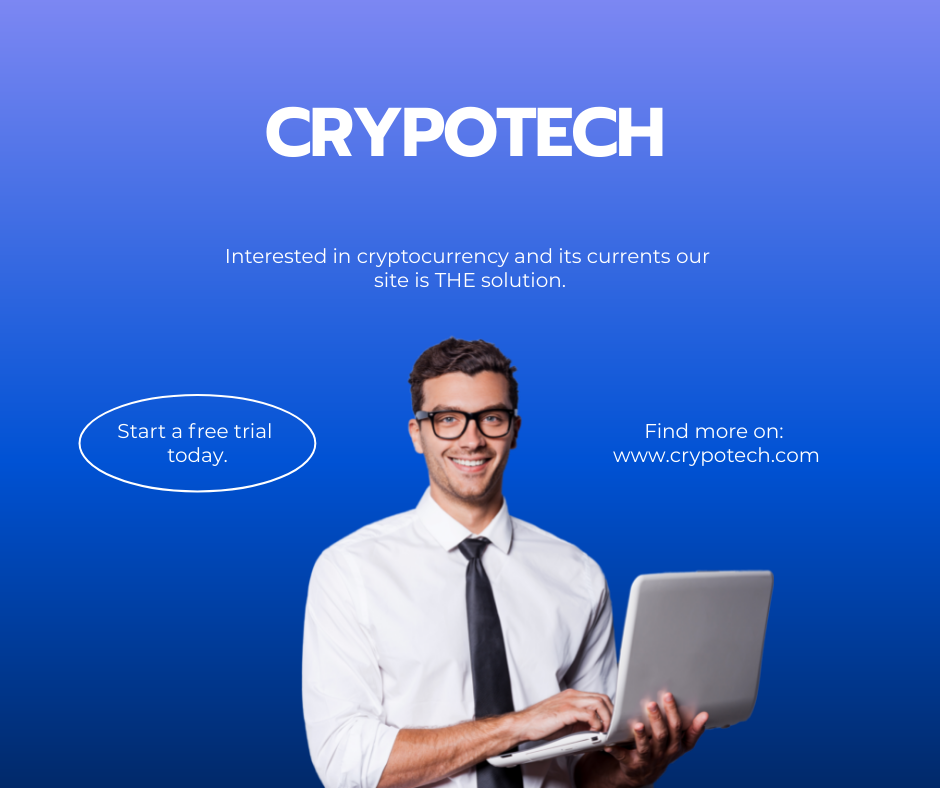 CRYPOTECH
Interested in cryptocurrency and its currents our
site is THE solution.
Start a free trial
today.
Find more on:
www.crypotech.com